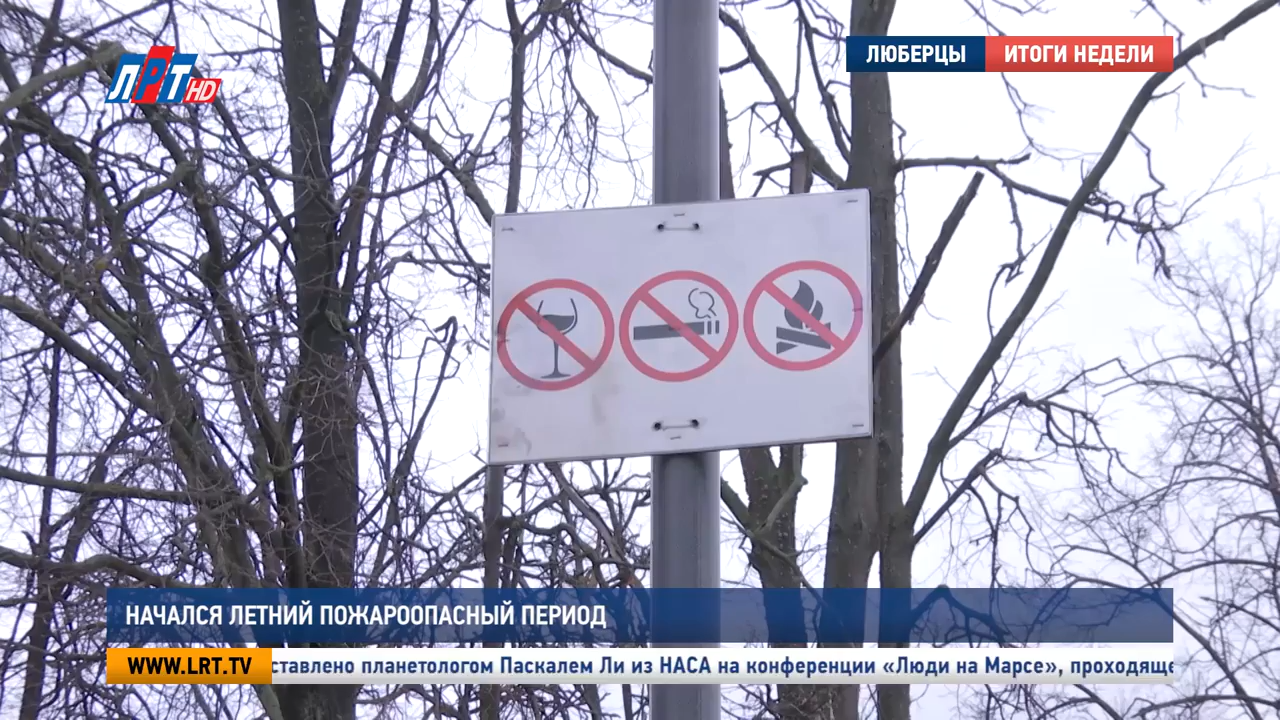 ЛРТ HD
ЛЮБЕРЦЫ ИТОГИ НЕДЕЛИ
НАЧАЛСЯ ЛЕТНИЙ ПОЖАРООПАСНЫЙ ПЕРИОД
WWW.LRT.TV ставлено планетологом Паскалем Ли из НАСА на конференции «Люди на Марсе», проходяще